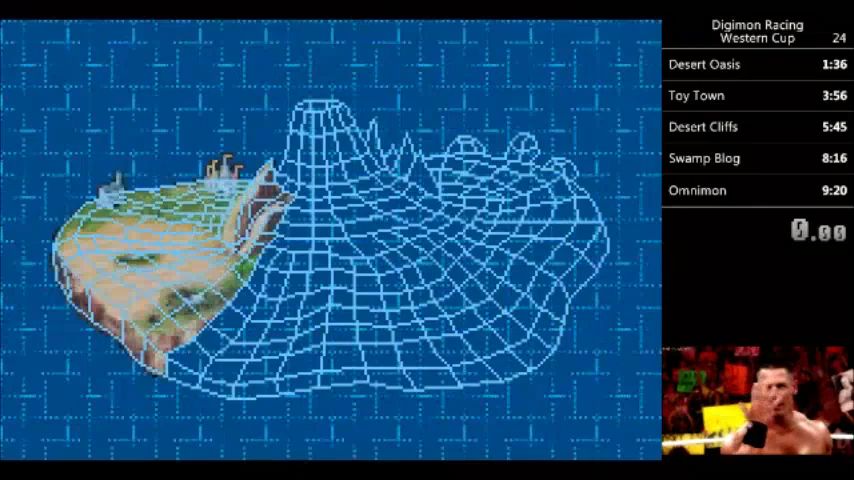 Digimon Racing
Western Cup 24
Desert Oasis 1:36
Toy Town 3:56
Desert Cliffs 5:45
Swamp Blog 8:16
Omnimon 9:20
0.00